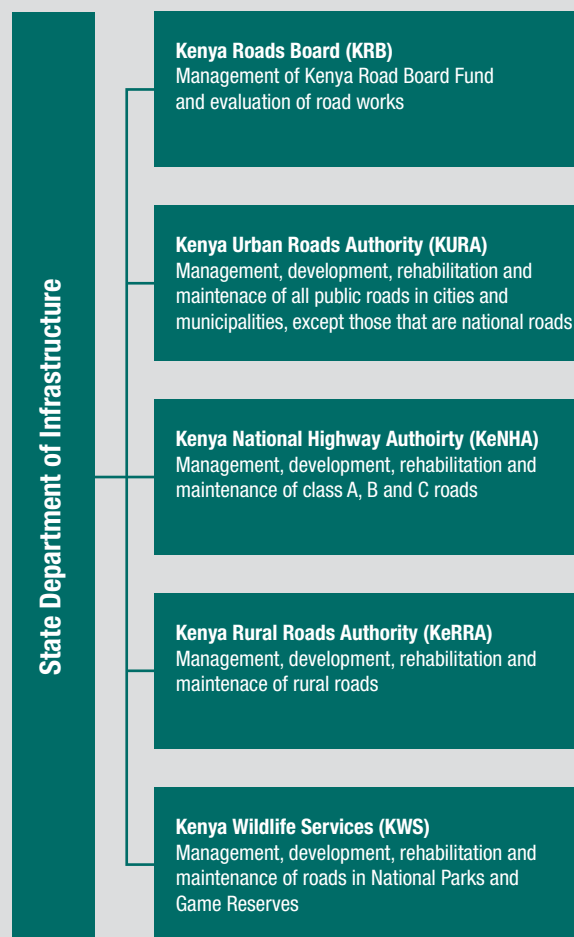 State Department of Infrastructure
Kenya Roads Board (KRB)
Management of Kenya Road Board Fund
and evaluation of road works
Kenya Urban Roads Authority (KURA)
Management, development, rehabilitation and
maintenace of all public roads in cities and
municipalities, except those that are national roads
Kenya National Highway Authoirty (KeNHA)
Management, development, rehabilitation and
maintenance of class A, B and C roads
Kenya Rural Roads Authority (KeRRA)
Management, development, rehabilitation and
maintenace of rural roads
Kenya Wildlife Services (KWS)
Management, development, rehabilitation and
maintenance of roads in National Parks and
Game Reserves